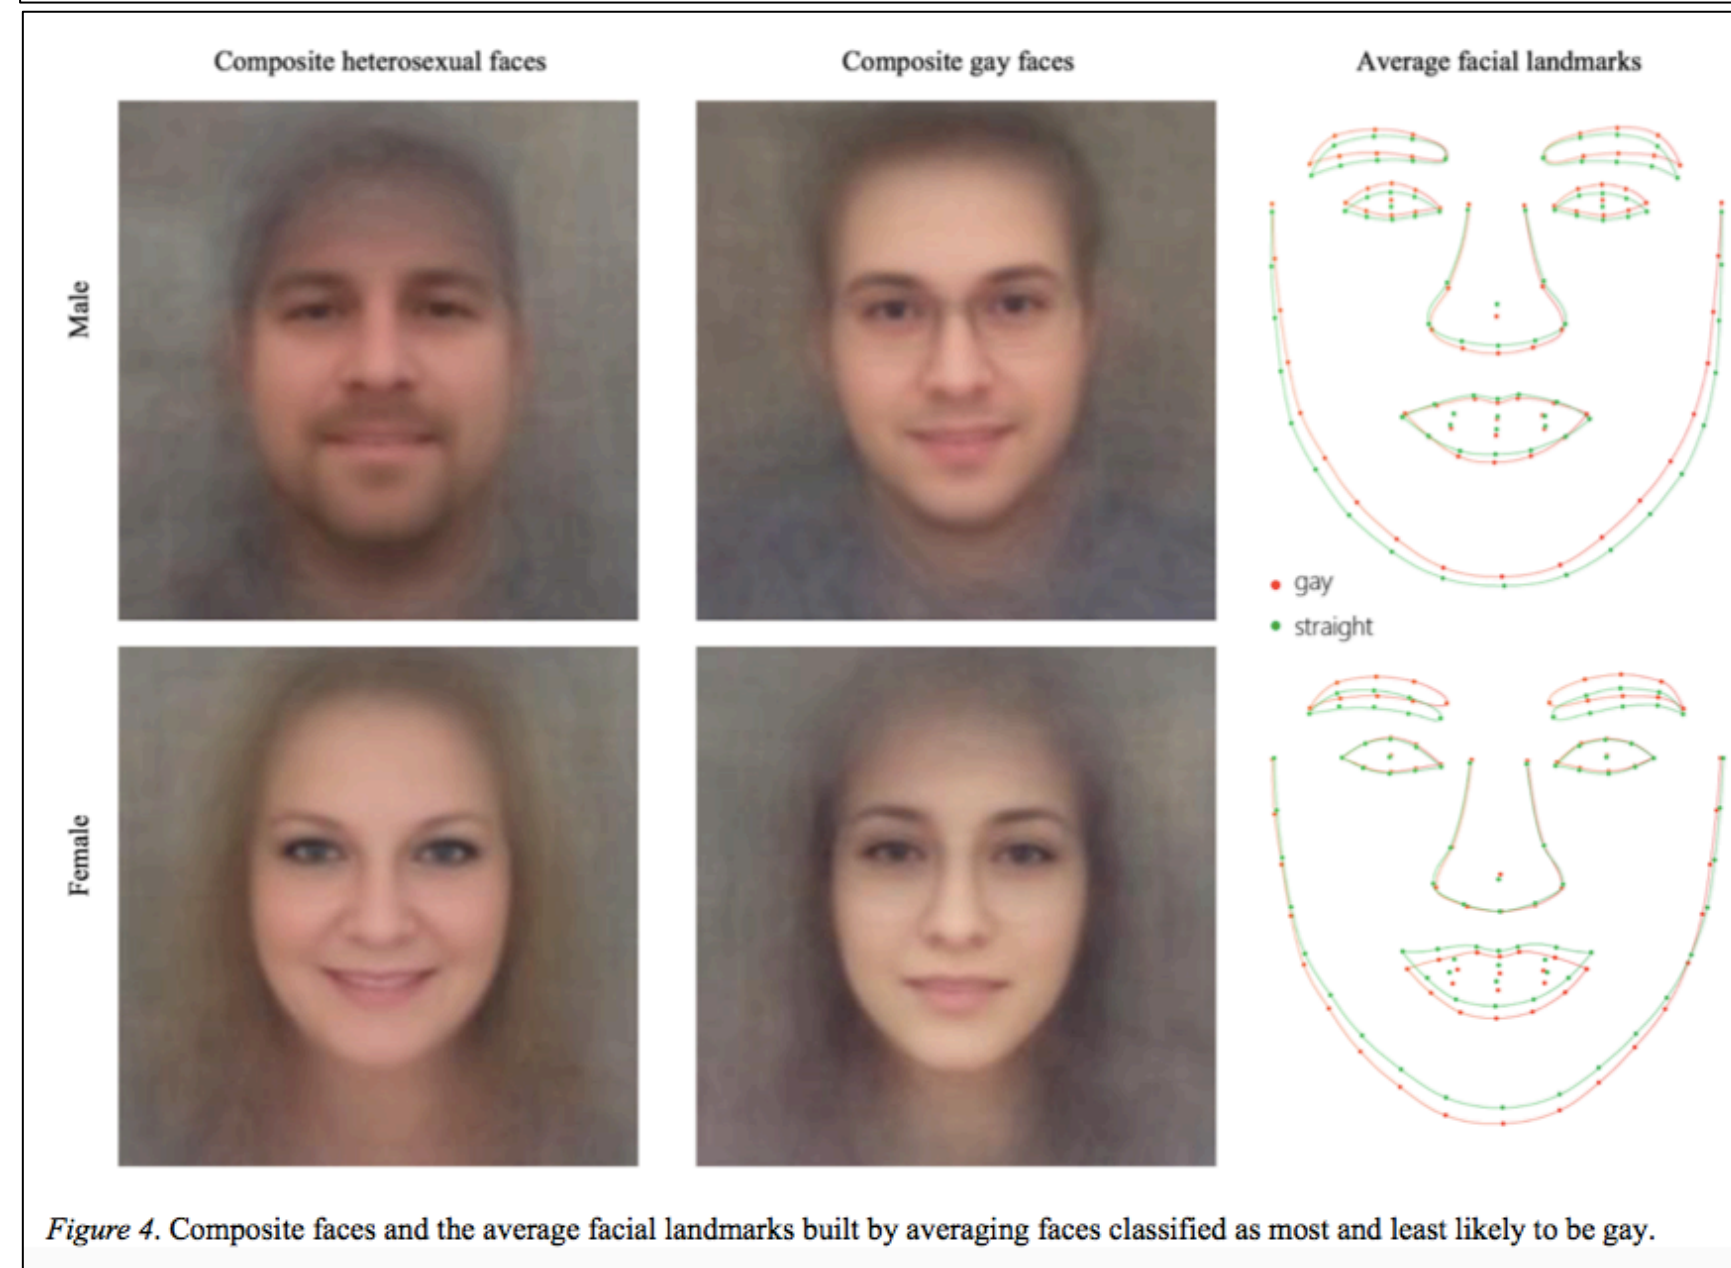 Composite heterosexual faces
Composite gay faces
Average facial landmarks
Male
gay
straight
Female
Figure 4. Composite faces and the average facial landmarks built by averaging faces classified as most and least likely to be gay.